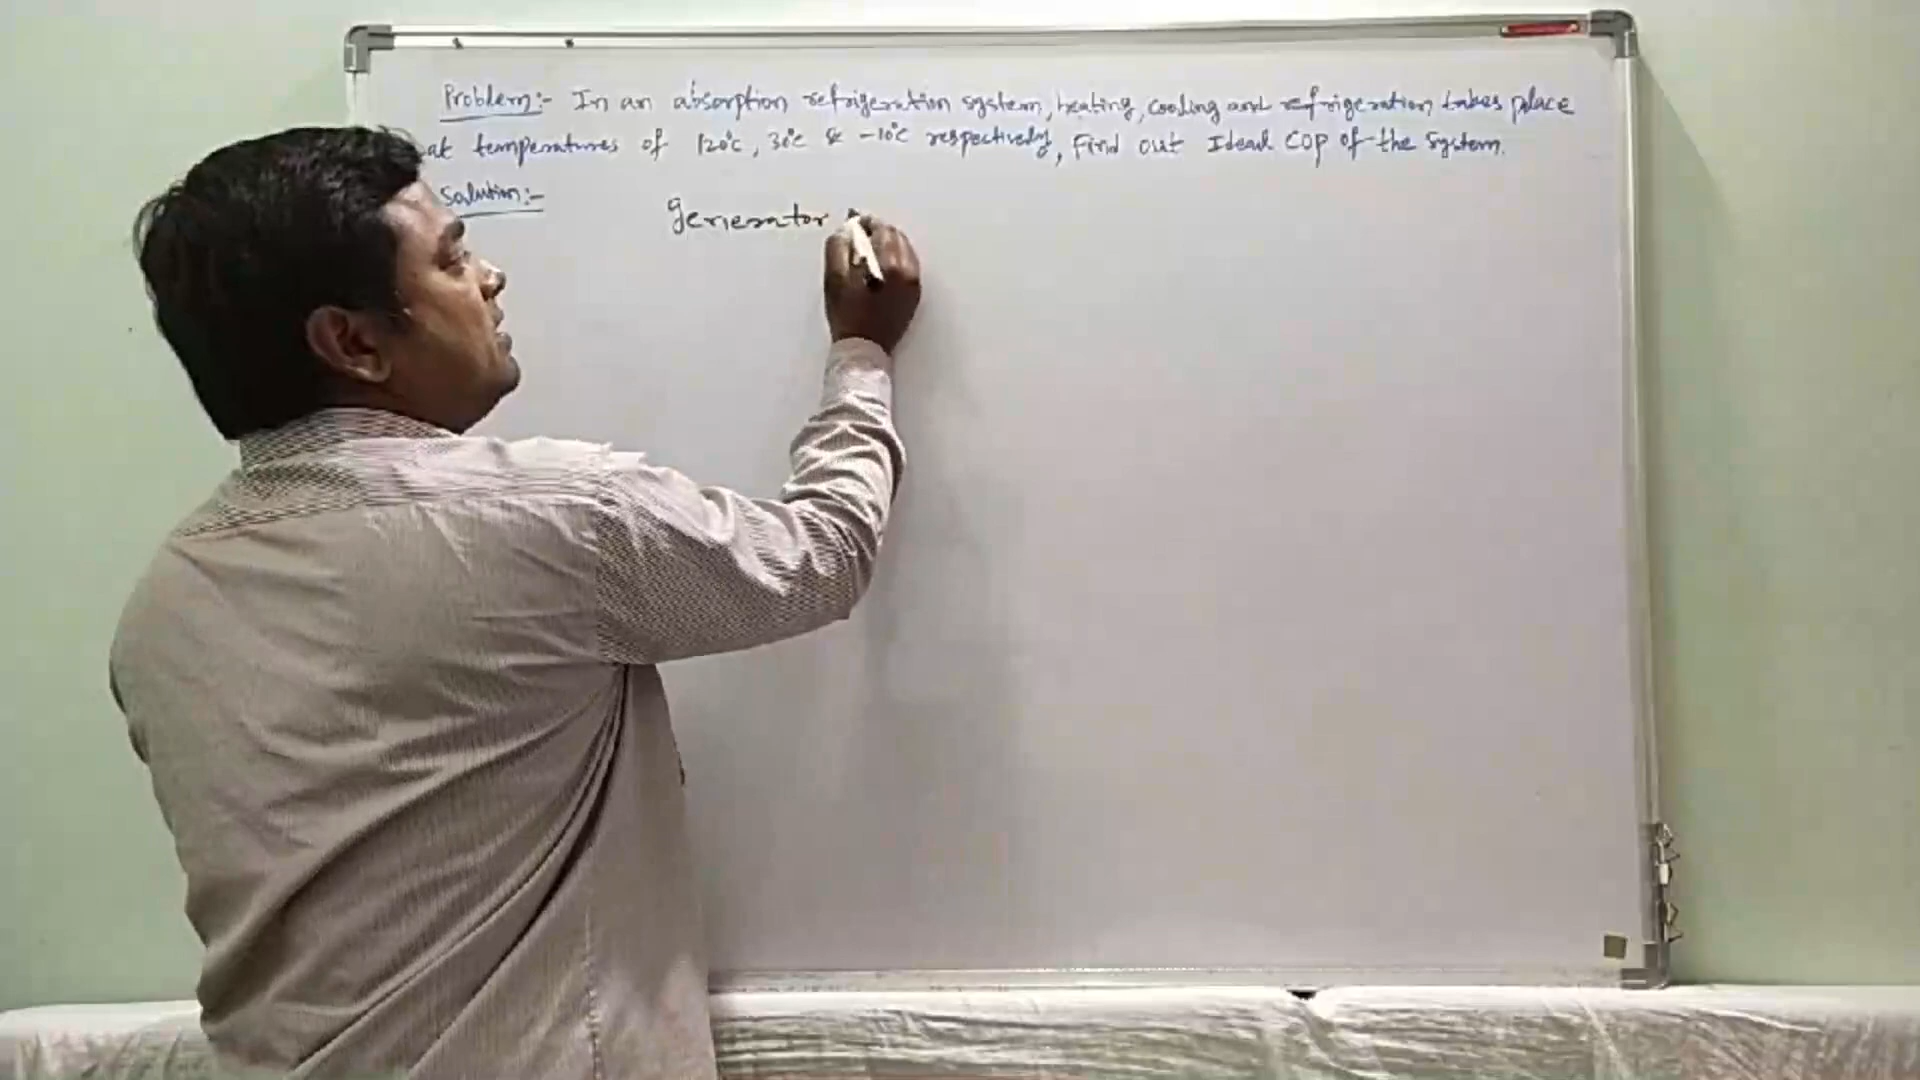 Problem:- In an absorption refrigeration system, heating, cooling and refrigeration takes place
at temperatures of 120°C, 30°C & -10°C respectively, Find out Ideal COP of the system.
Solution:-
Generator